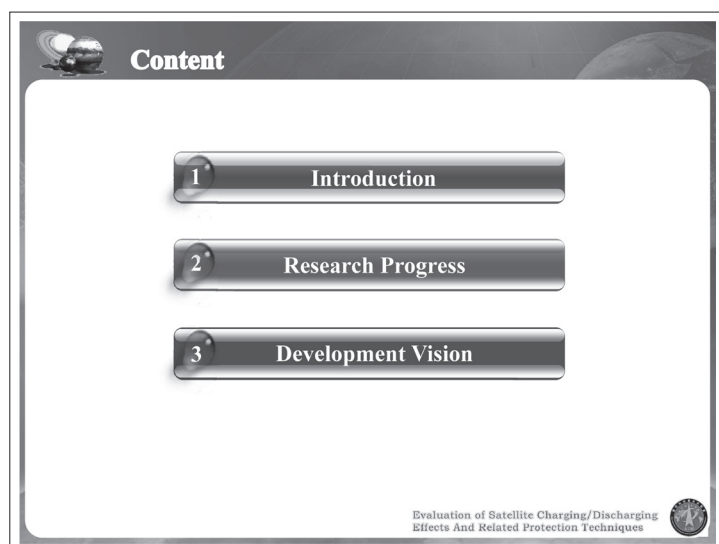 Content
1 Introduction
2 Research Progress
3 Development Vision
Evaluation of Satellite Charging/Discharging
Effects And Related Protection Techniques